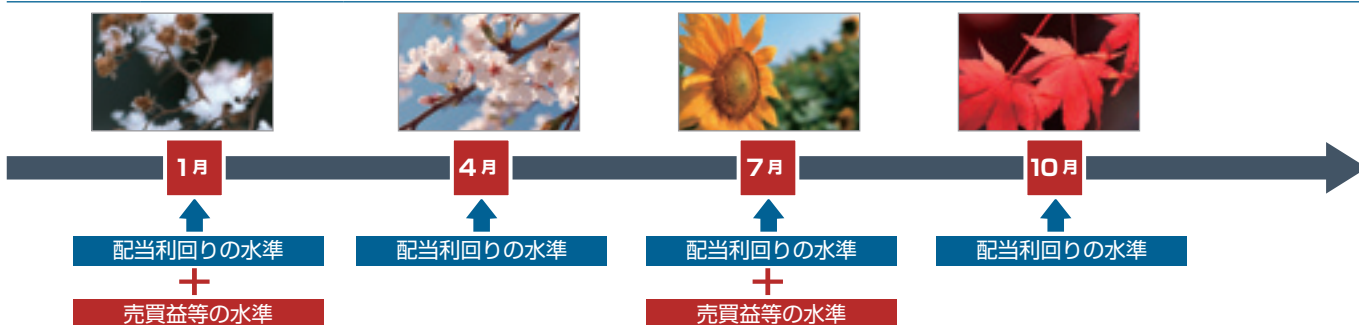 1月
4月
7月
10月
配当利回りの水準
配当利回りの水準
配当利回りの水準
配当利回りの水準
+
+
売買益等の水準
売買益等の水準